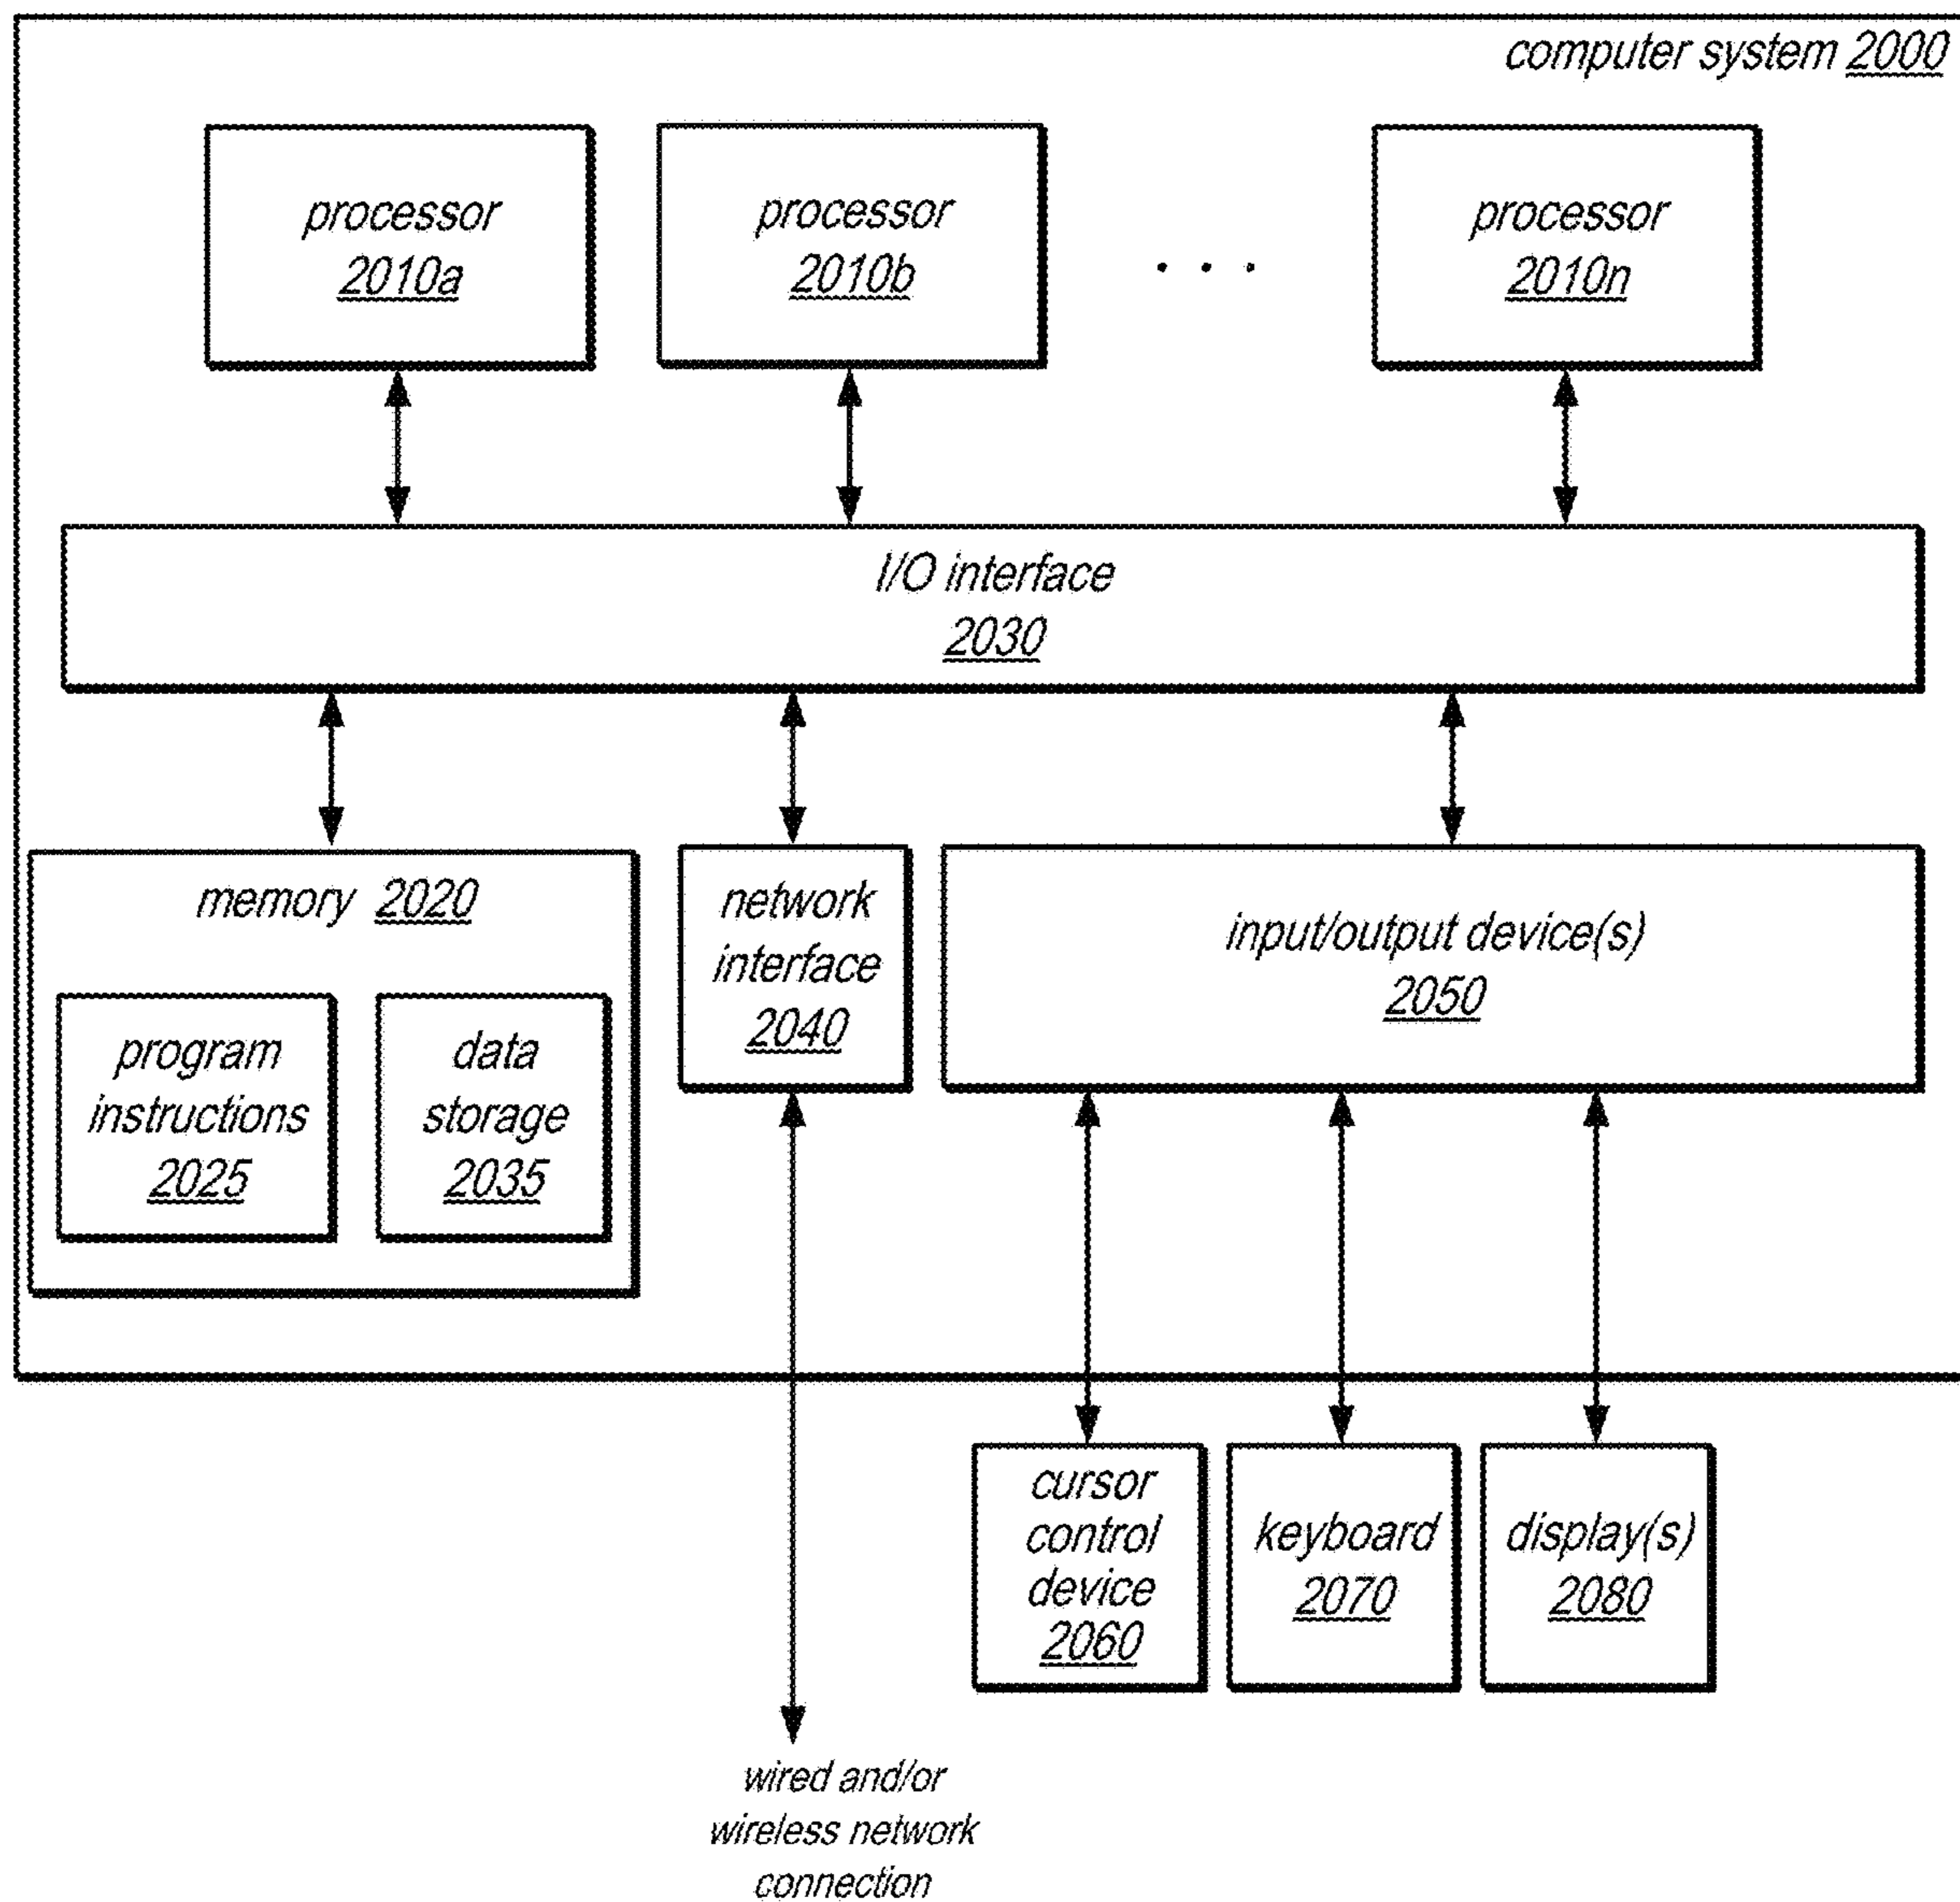 computer system 2000
processor
2010a
processor
2010b
. . .
processor
2010n
I/O interface
2030
memory 2020
program
instructions
2025
data
storage
2035
network
interface
2040
input/output device(s)
2050
cursor
control
device
2060
keyboard
2070
display(s)
2080
wired and/or
wireless network
connection